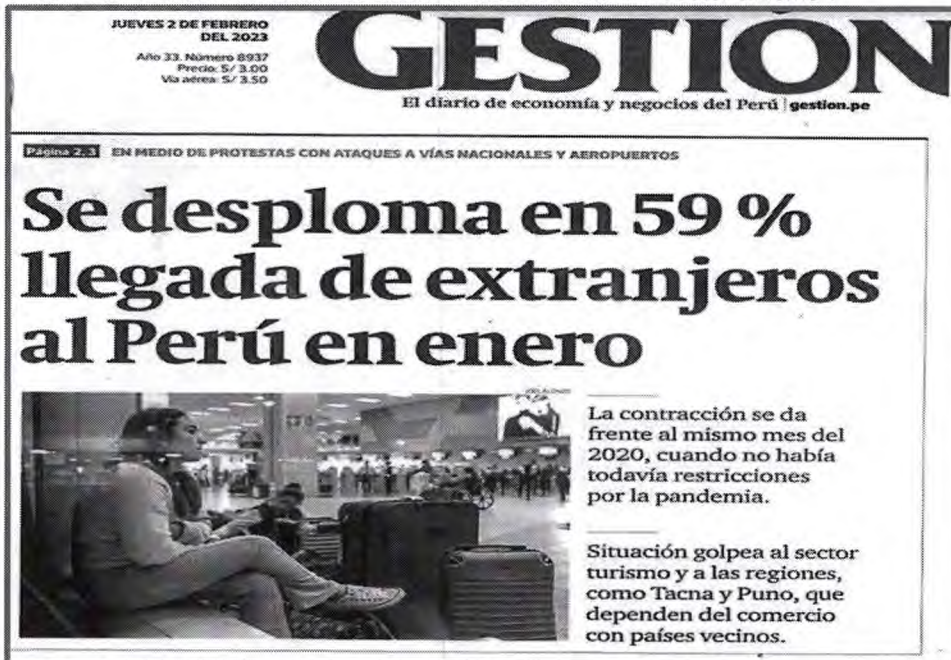 JUEVES 2 DE FEBRERO
DEL 2023
Año 33. Número 8937
Precio: S/ 3.00
Vía aérea: S/ 3.50
GESTIÓN
El diario de economía y negocios del Perú | gestion.pe
Página 2.3 EN MEDIO DE PROTESTAS CON ATAQUES A VÍAS NACIONALES Y AEROPUERTOS
Se desploma en 59 %
llegada de extranjeros
al Perú en enero
La contracción se da
frente al mismo mes del
2020, cuando no había
todavía restricciones
por la pandemia.
Situación golpea al sector
turismo y a las regiones,
como Tacna y Puno, que
dependen del comercio
con países vecinos.